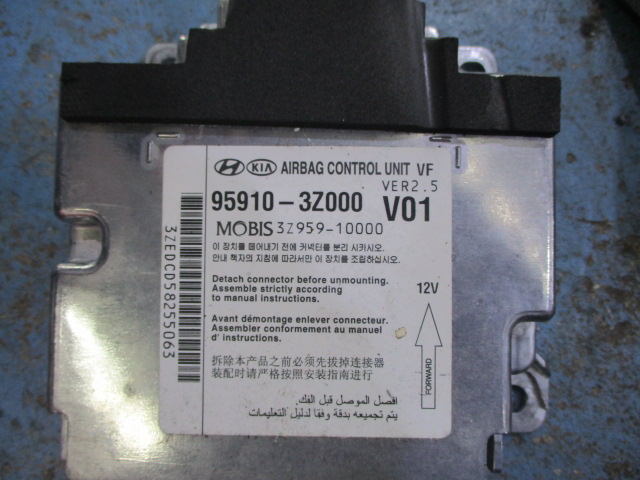 KIA AIRBAG CONTROL UNIT VF
VER2.5
95910-3Z000 V01
MOBIS 3Z959-10000
이 장치를 떼어내기 전에 커넥터를 분리 시키시오.
안내 책자의 지침에 따라서만 이 장치를 조립하십시오.
Detach connector before unmounting.
Assemble strictly according
to manual instructions.
12V
Avant démontage enlever connecteur.
Assembler conformement au manuel
d' instructions.
拆除本产品之前必须先拔掉连接器
装配时请严格按照安装指南进行
FORWARD
افصل الموصل قبل الفك.
يتم تجميعه بدقة وفقا لدليل التعليمات
3ZEDCD58255063